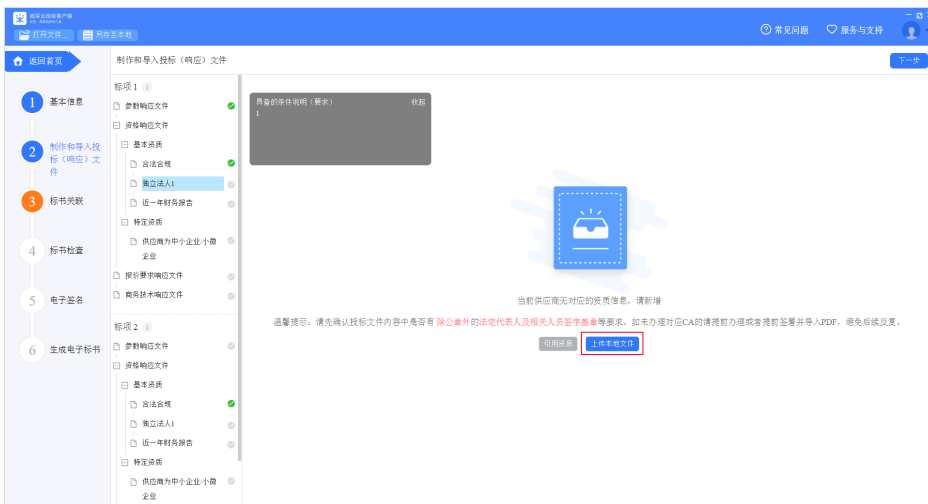 政采云投标客户端
打开文件...
另存至本地
常见问题
服务与支持
返回首页
制作和导入投标（响应）文件
下一步
1 基本信息
2 制作和导入投
标（响应）文
件
3 标书关联
4 标书检查
5 电子签名
6 生成电子标书
标项 1
参数响应文件
资格响应文件
基本资质
合法合规
独立法人1
近一年财务报告
特定资质
供应商为中小企业/小微
企业
报价要求响应文件
商务技术响应文件
标项 2
参数响应文件
资格响应文件
基本资质
合法合规
独立法人1
近一年财务报告
特定资质
供应商为中小企业/小微
企业
具备的条件说明（要求）
收起
1
当前供应商无对应的资质信息，请新增
温馨提示：请先确认投标文件内容中是否有 除公章外的法定代表人及相关人员签字盖章等要求，如未办理对应CA的请提前办理或者提前签署并导入PDF，避免后续反复。
引用资质
上传本地文件